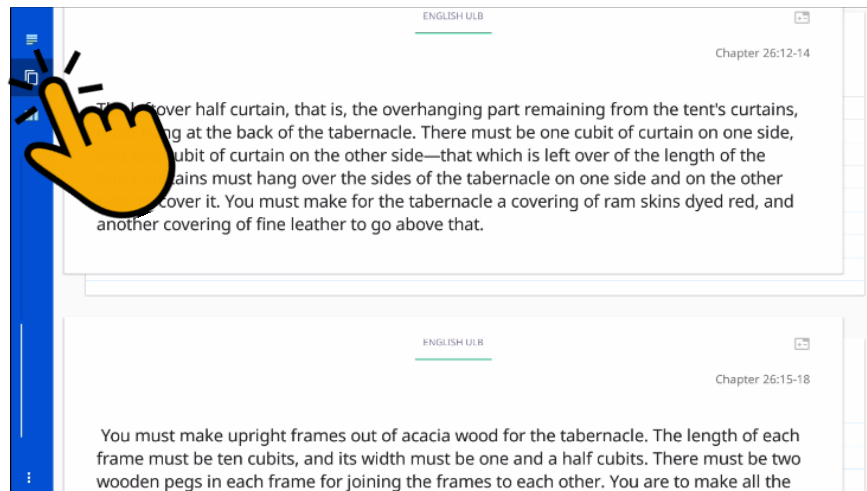 ENGLISH ULB
Chapter 26:12-14
leftover half curtain, that is, the overhanging part remaining from the tent's curtains,
at the back of the tabernacle. There must be one cubit of curtain on one side,
cubit of curtain on the other side—that which is left over of the length of the
must hang over the sides of the tabernacle on one side and on the other
cover it. You must make for the tabernacle a covering of ram skins dyed red, and
another covering of fine leather to go above that.
ENGLISH ULB
Chapter 26:15-18
You must make upright frames out of acacia wood for the tabernacle. The length of each
frame must be ten cubits, and its width must be one and a half cubits. There must be two
wooden pegs in each frame for joining the frames to each other. You are to make all the